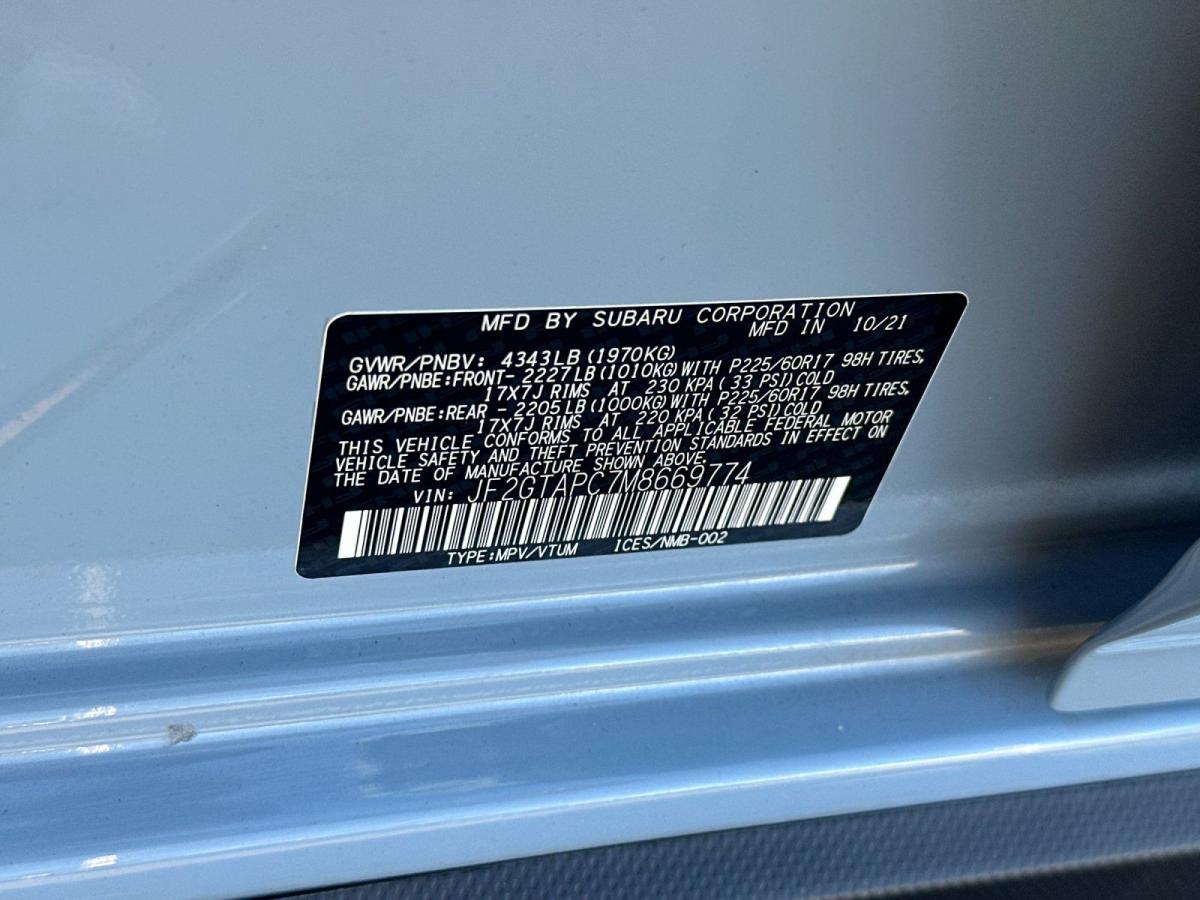 MFD BY SUBARU CORPORATION
MFD IN 10/21
GVWR/PNBV: 4343LB(1970KG)
GAWR/PNBE:FRONT- 2227LB(1010KG)WITH P225/60R17 98H TIRES,
17X7J RIMS AT 230 KPA(33 PSI)COLD
GAWR/PNBE:REAR - 2205LB(1000KG)WITH P225/60R17 98H TIRES,
17X7J RIMS AT 220 KPA(32 PSI)COLD
THIS VEHICLE CONFORMS TO ALL APPLICABLE FEDERAL MOTOR
VEHICLE SAFETY AND THEFT PREVENTION STANDARDS IN EFFECT ON
THE DATE OF MANUFACTURE SHOWN ABOVE.
VIN: JF2GTAPC7M8669774
TYPE:MPV/VTUM ICES/NMB-002